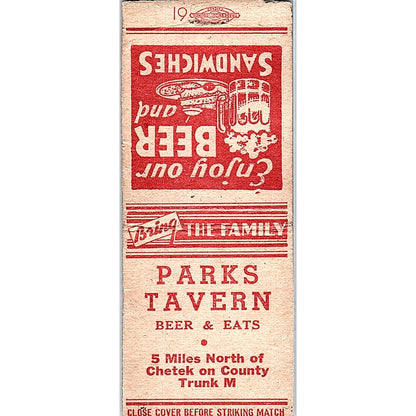 19
Enjoy our
BEER
and
SANDWICHES
Bring THE FAMILY
PARKS
TAVERN
BEER & EATS
5 Miles North of
Chetek on County
Trunk M
CLOSE COVER BEFORE STRIKING MATCH